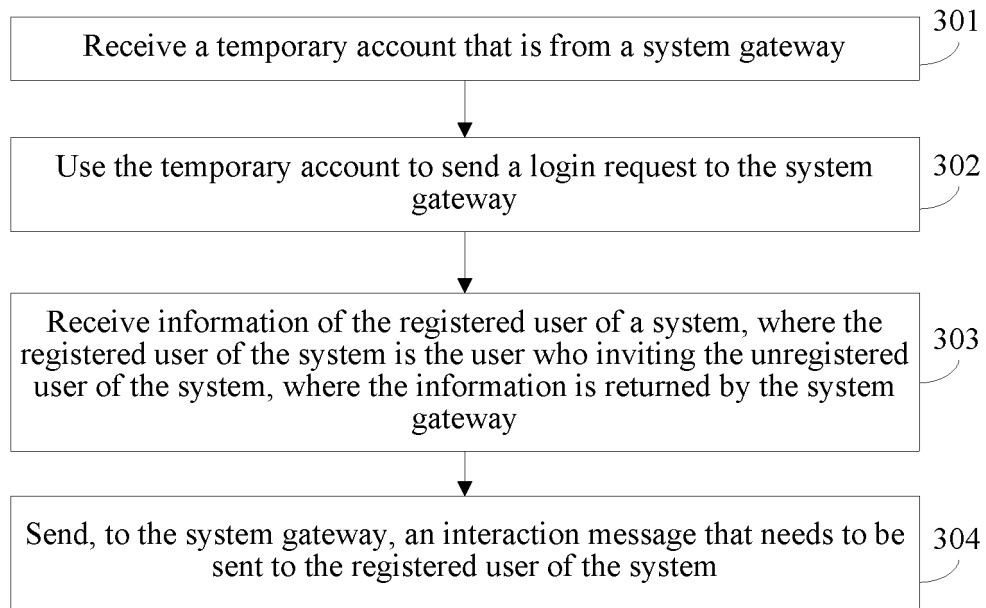 301
Receive a temporary account that is from a system gateway
302
Use the temporary account to send a login request to the system
gateway
303
Receive information of the registered user of a system, where the
registered user of the system is the user who inviting the unregistered
user of the system, where the information is returned by the system
gateway
304
Send, to the system gateway, an interaction message that needs to be
sent to the registered user of the system